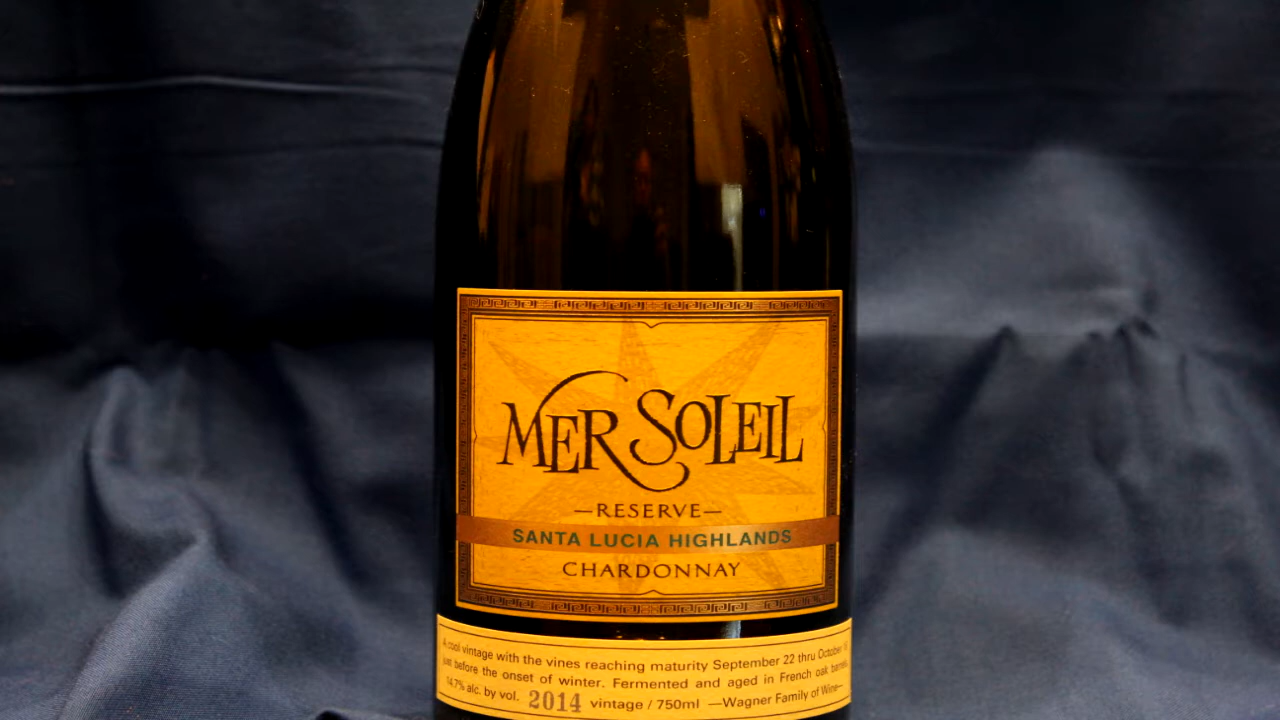 MER SOLEIL
—RESERVE—
SANTA LUCIA HIGHLANDS
CHARDONNAY
A cool vintage with the vines reaching maturity September 22 thru October
just before the onset of winter. Fermented and aged in French oak barrels.
14.7% alc. by vol. 2014 vintage / 750ml —Wagner Family of Wine—